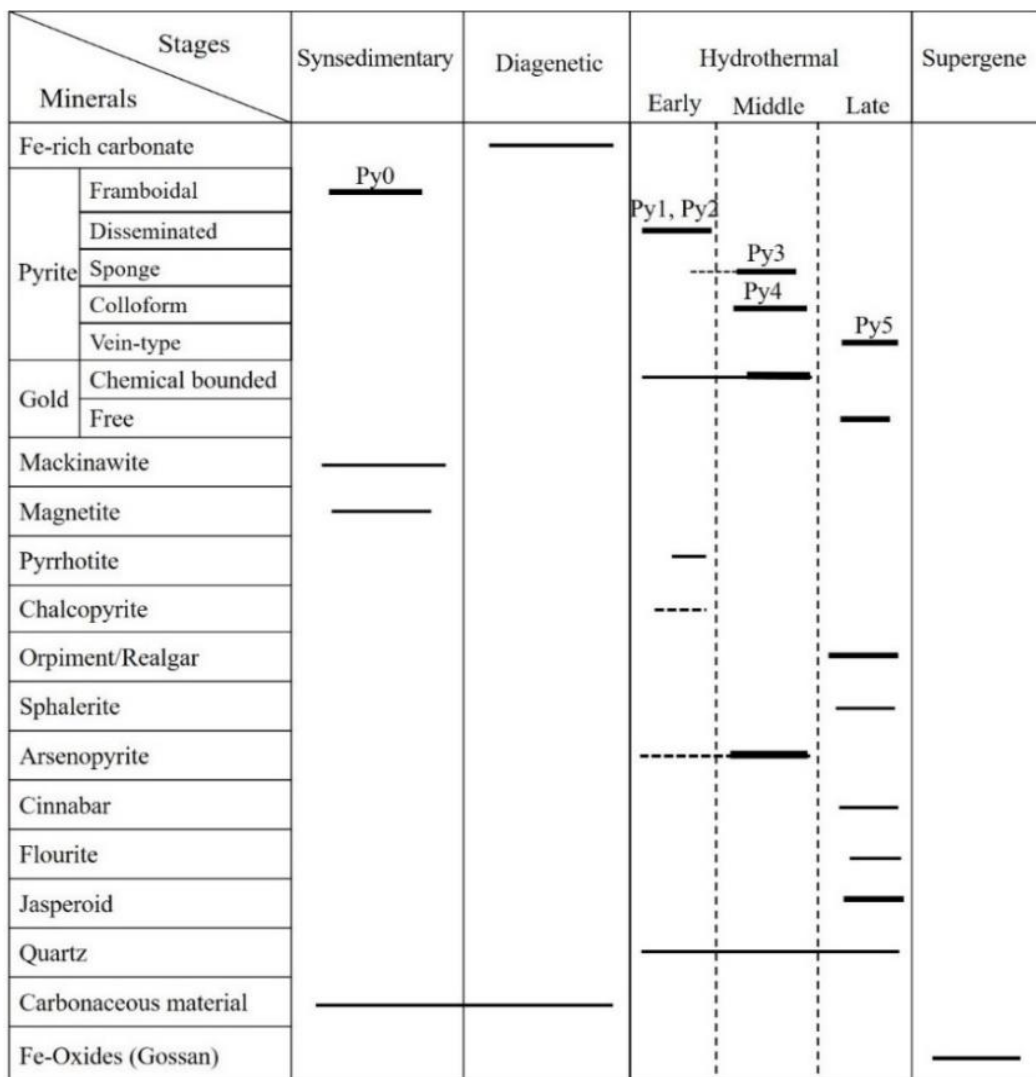 Stages
Minerals
Synsedimentary
Diagenetic
Hydrothermal
Early Middle Late
Supergene
Fe-rich carbonate
Pyrite
Framboidal
Py0
Disseminated
Py1, Py2
Sponge
Py3
Colloform
Py4
Vein-type
Py5
Gold
Chemical bounded
Free
Mackinawite
Magnetite
Pyrrhotite
Chalcopyrite
Orpiment/Realgar
Sphalerite
Arsenopyrite
Cinnabar
Flourite
Jasperoid
Quartz
Carbonaceous material
Fe-Oxides (Gossan)